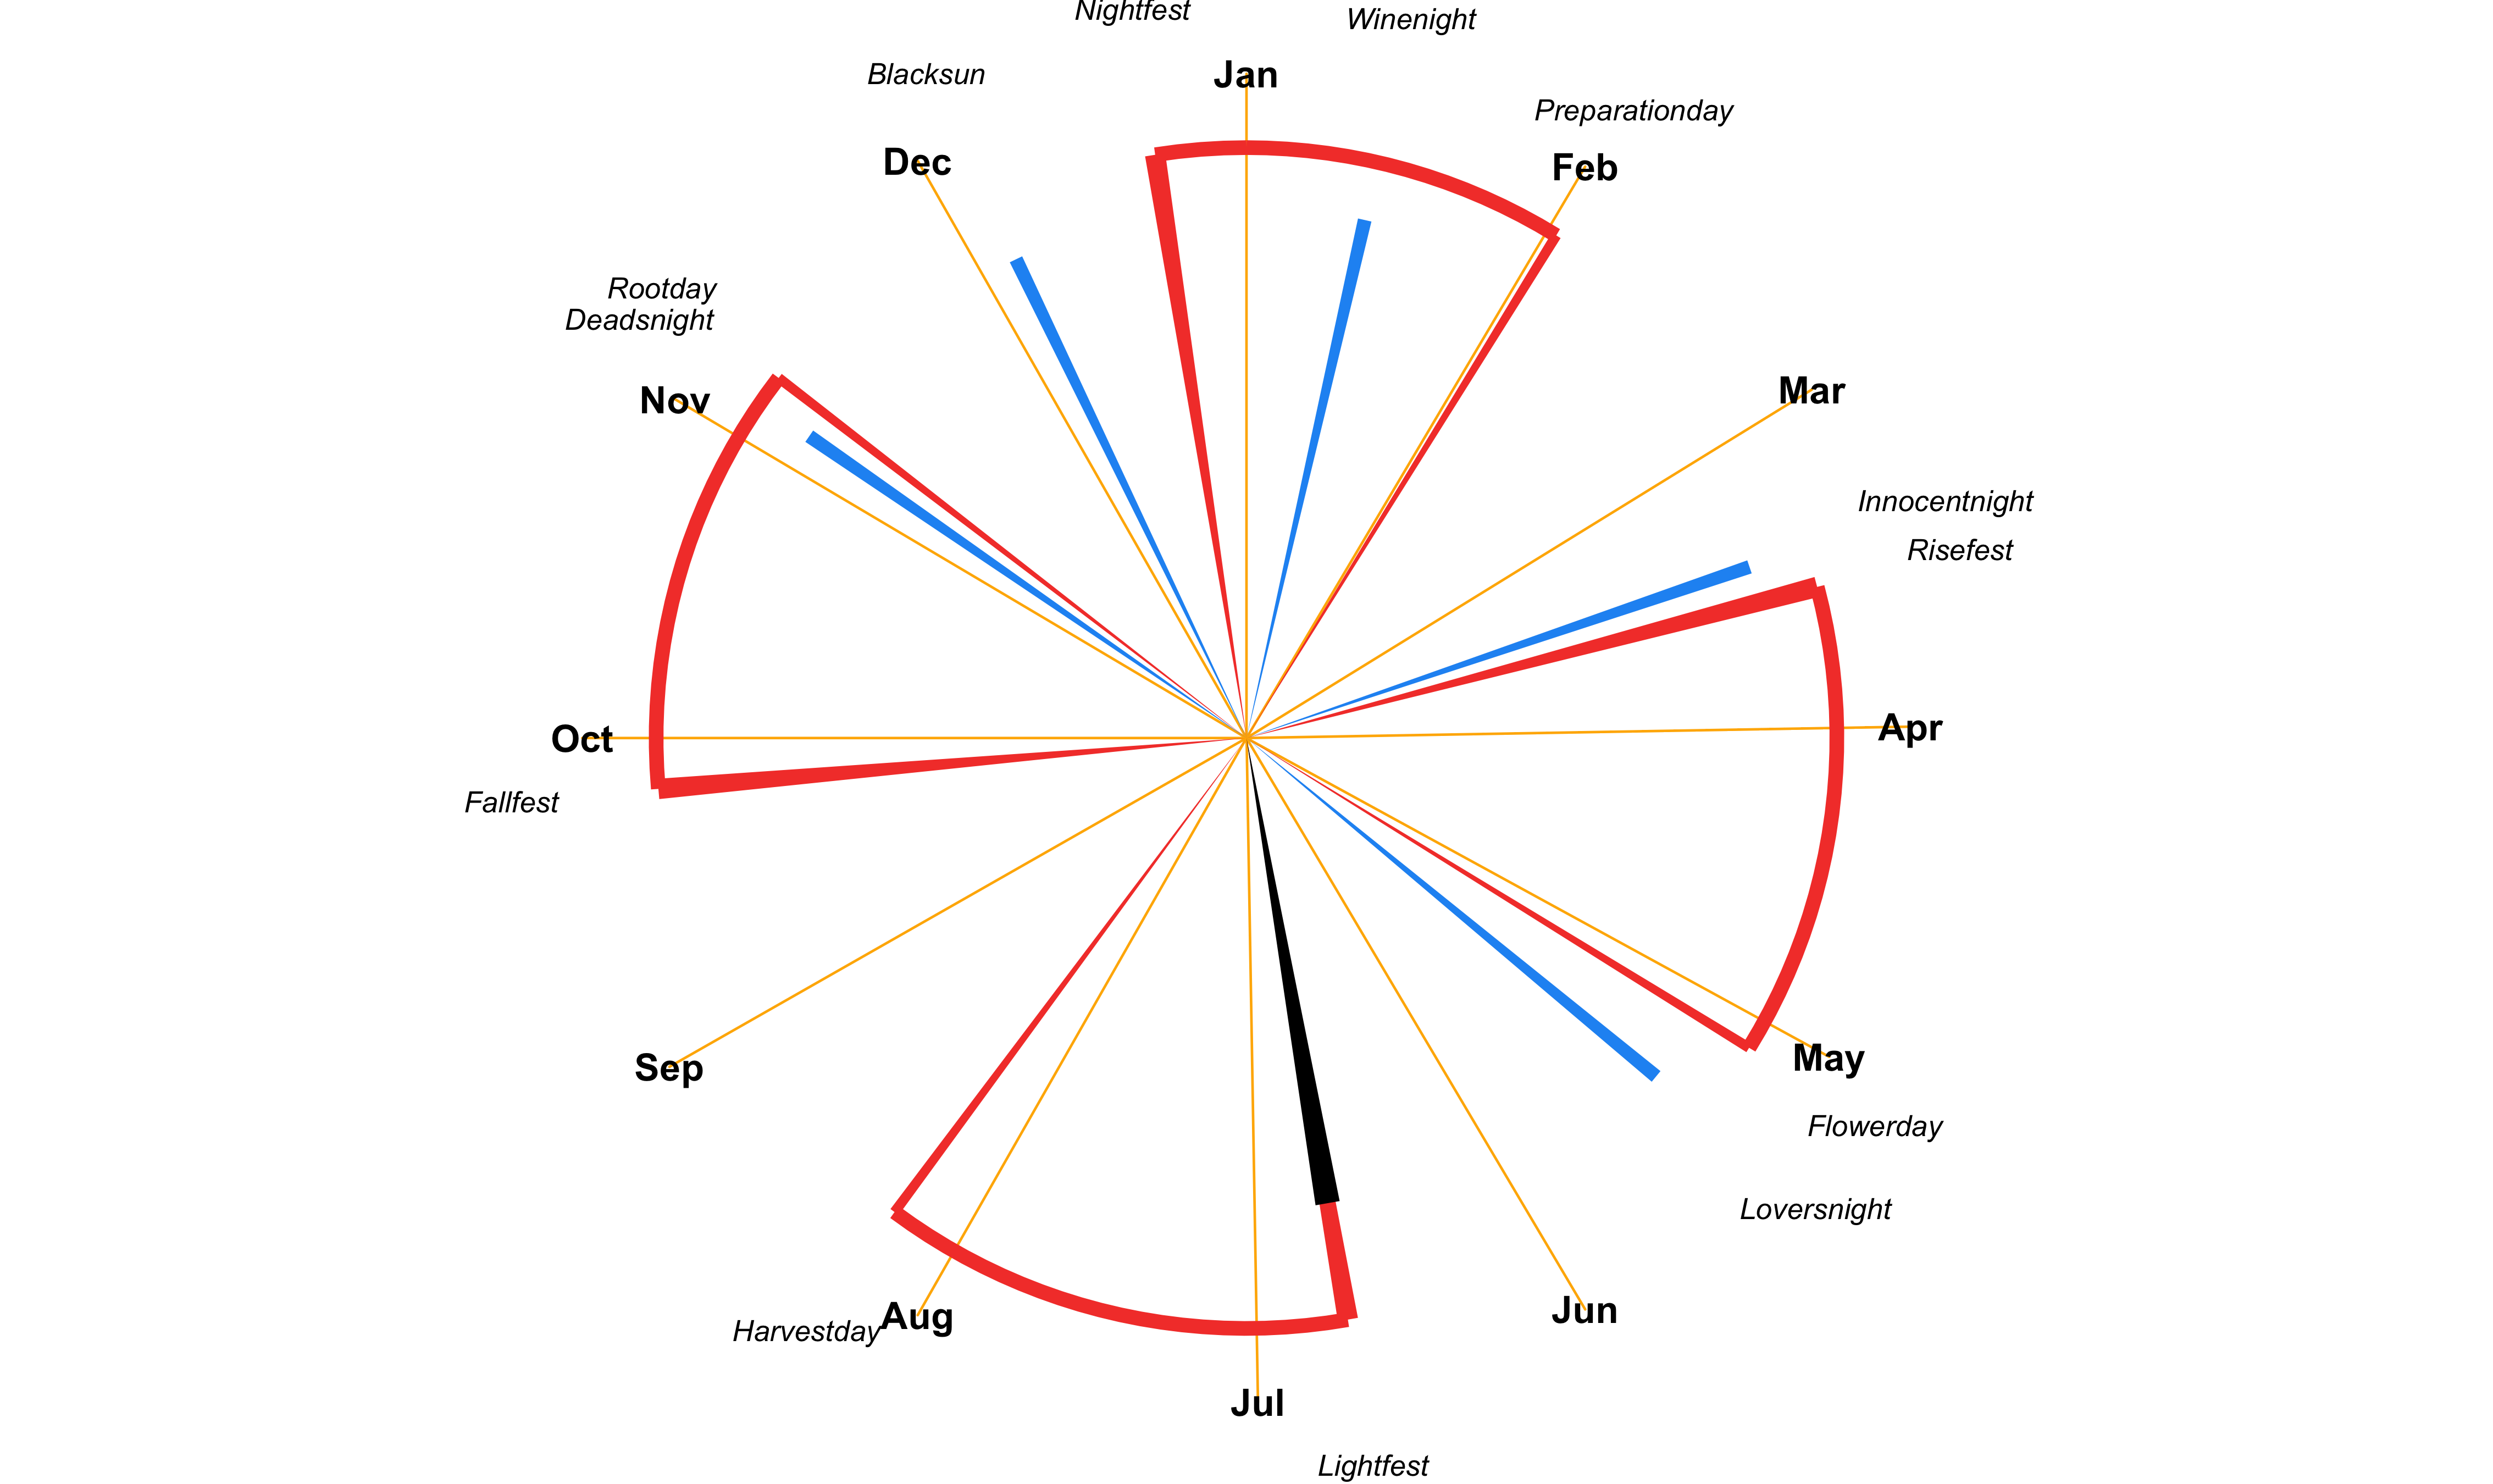 Nightfest
Winenight
Blacksun
Jan
Preparationday
Dec
Feb
Rootday
Deadsnight
Nov
Mar
Innocentnight
Risefest
Oct
Apr
Fallfest
Sep
May
Flowerday
Loversnight
Harvestday
Aug
Jun
Jul
Lightfest